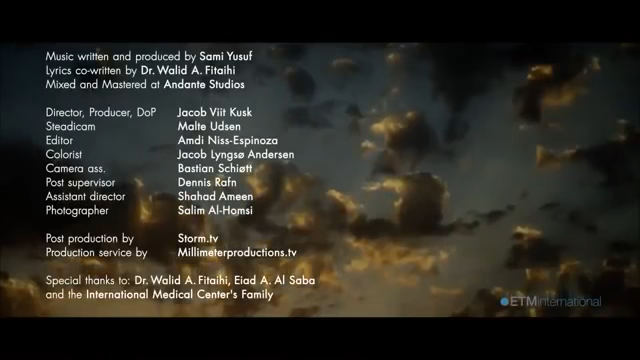 Music written and produced by Sami Yusuf
Lyrics co-written by Dr. Walid A. Fitaihi
Mixed and Mastered at Andante Studios
Director, Producer, DoP Jacob Viit Kusk
Steadicam Malte Udsen
Editor Amdi Niss-Espinoza
Colorist Jacob Lyngsø Andersen
Camera ass. Bastian Schiøtt
Post supervisor Dennis Rafn
Assistant director Shahad Ameen
Photographer Salim Al-Homsi
Post production by Storm.tv
Production service by Millimeterproductions.tv
Special thanks to: Dr. Walid A. Fitaihi, Eiad A. Al Saba
and the International Medical Center's Family
ETMinternational